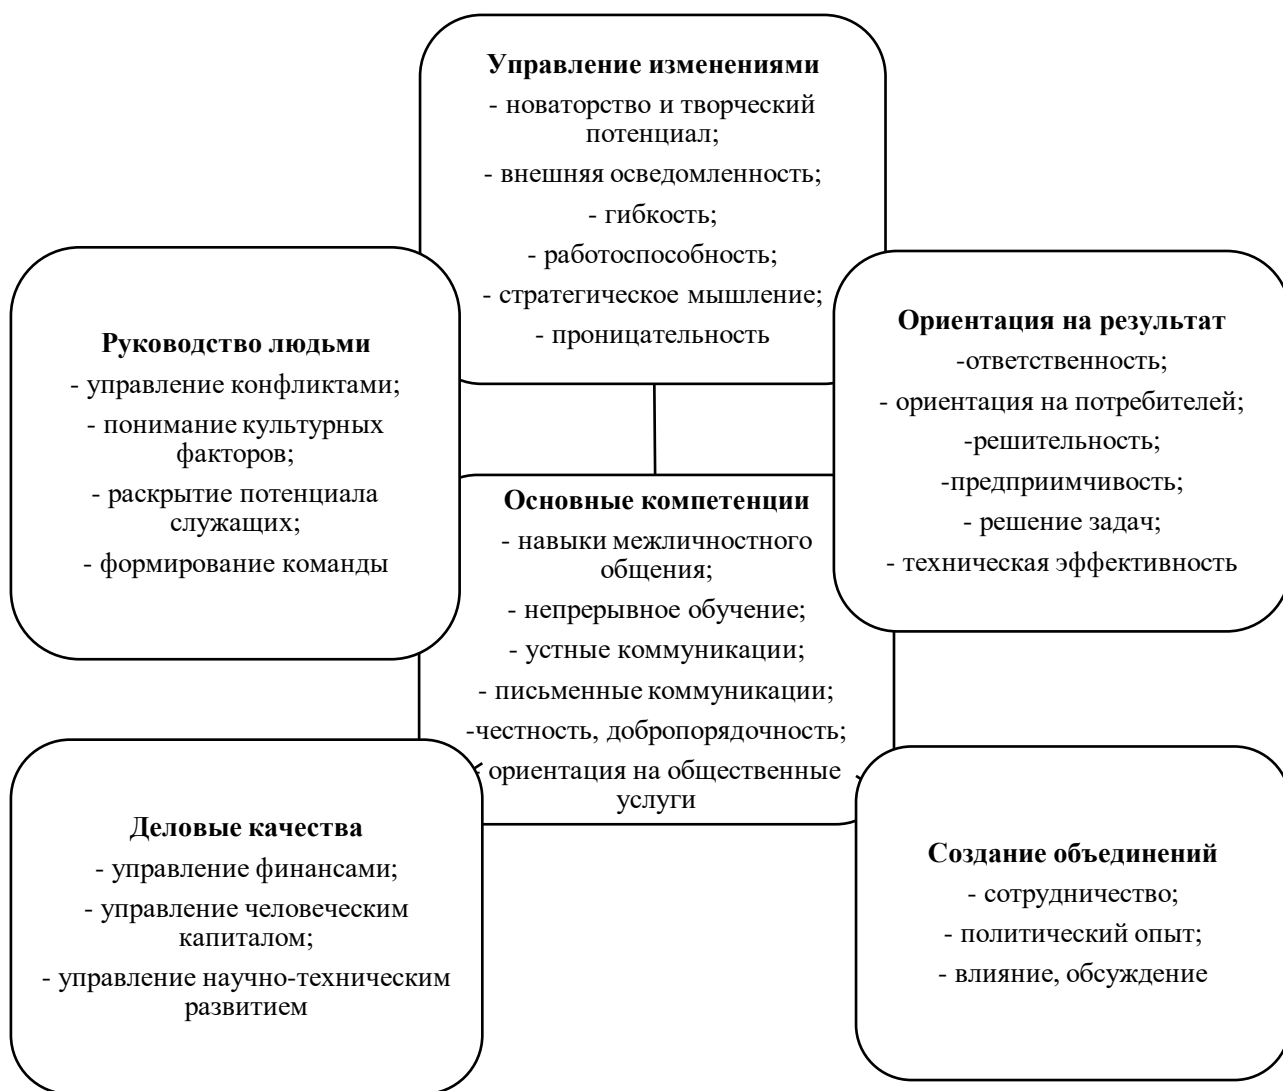 Управление изменениями
- новаторство и творческий
потенциал;
- внешняя осведомленность;
- гибкость;
- работоспособность;
- стратегическое мышление;
- проницательность
Руководство людьми
- управление конфликтами;
- понимание культурных
факторов;
- раскрытие потенциала
служащих;
- формирование команды
Ориентация на результат
-ответственность;
- ориентация на потребителей;
-решительность;
-предприимчивость;
- решение задач;
- техническая эффективность
Основные компетенции
- навыки межличностного
общения;
- непрерывное обучение;
- устные коммуникации;
- письменные коммуникации;
-честность, добропорядочность;
- ориентация на общественные
услуги
Деловые качества
- управление финансами;
- управление человеческим
капиталом;
- управление научно-техническим
развитием
Создание объединений
- сотрудничество;
- политический опыт;
- влияние, обсуждение